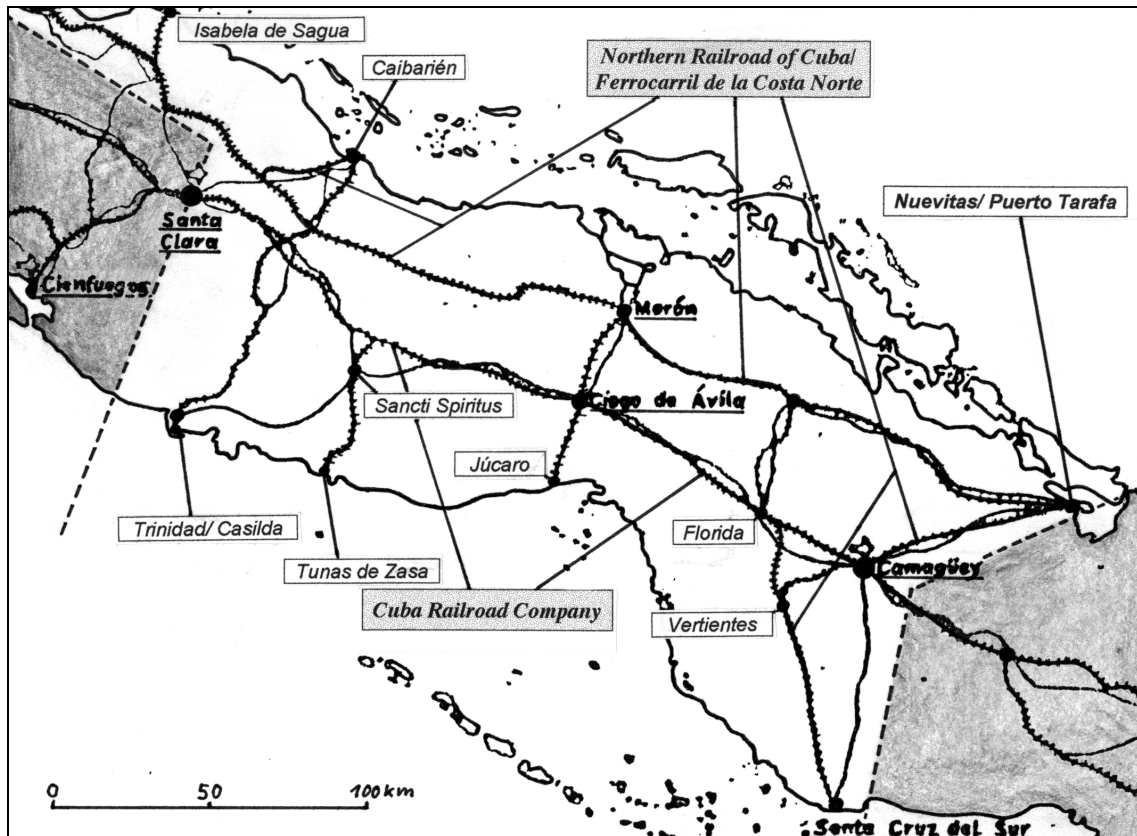 Isabela de Sagua
Caibarién
Northern Railroad of Cuba/
Ferrocarril de la Costa Norte
Nuevitas/ Puerto Tarafa
Santa
Clara
Cienfuegos
Morón
Sancti Spiritus
Ciego de Ávila
Júcaro
Trinidad/ Casilda
Tunas de Zasa
Florida
Camagüey
Cuba Railroad Company
Vertientes
0 50 100 km
Santa Cruz del Sur